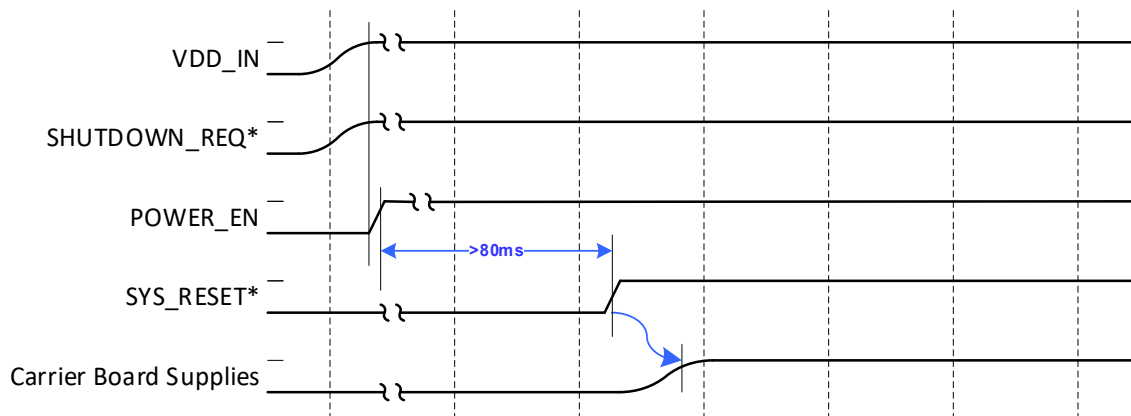 VDD_IN
SHUTDOWN_REQ*
POWER_EN
>80ms
SYS_RESET*
Carrier Board Supplies